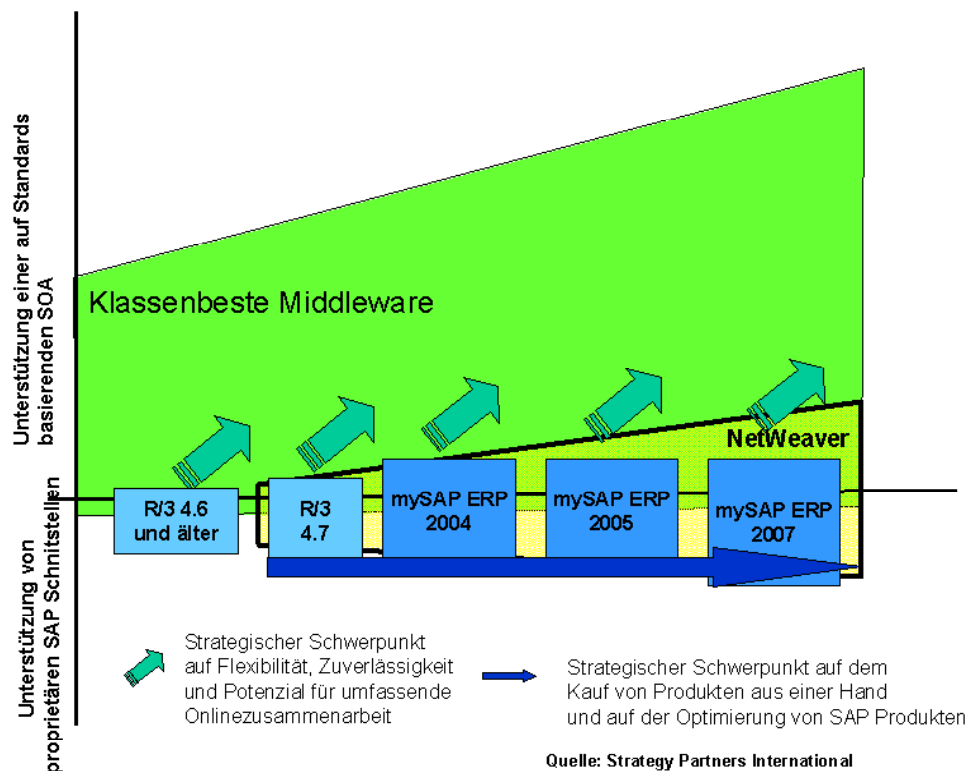 Unterstützung einer auf Standards
basierenden SOA
Unterstützung von
proprietären SAP Schnitstellen
Klassenbeste Middleware
NetWeaver
R/3 4.6
und älter
R/3
4.7
mySAP ERP
2004
mySAP ERP
2005
mySAP ERP
2007
Strategischer Schwerpunkt
auf Flexibilität, Zuverlässigkeit
und Potenzial für umfassende
Onlinezusammenarbeit
Strategischer Schwerpunkt auf dem
Kauf von Produkten aus einer Hand
und auf der Optimierung von SAP Produkten
Quelle: Strategy Partners International